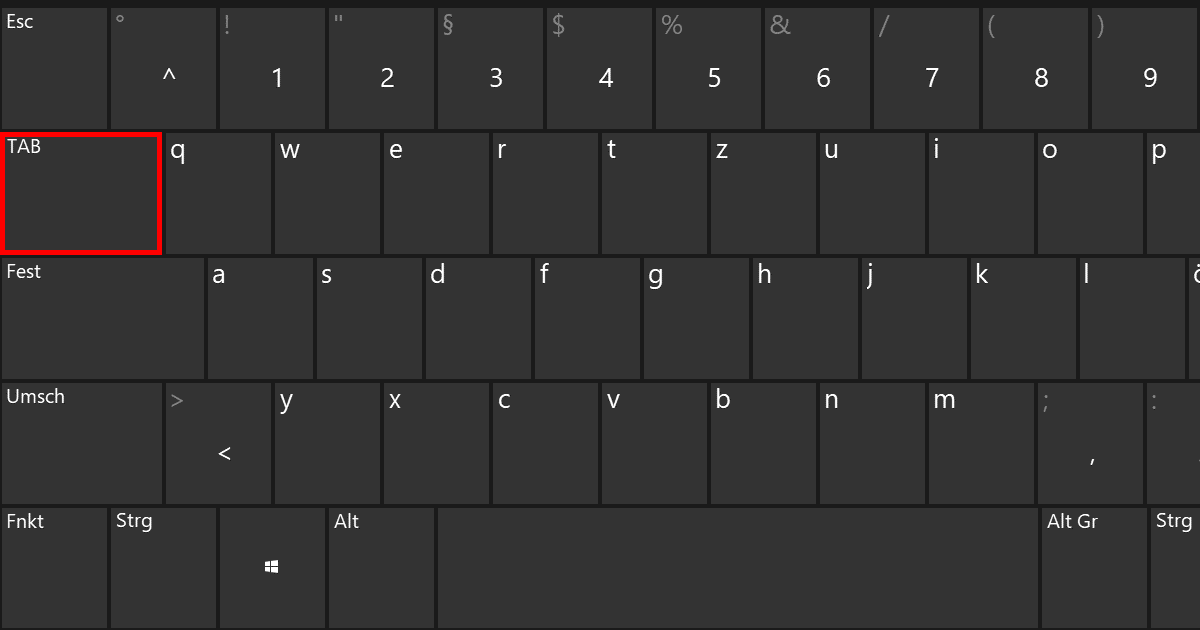 Esc ° ! " § $ % & / ( )
^ 1 2 3 4 5 6 7 8 9
TAB q w e r t z u i o p
Fest a s d f g h j k l ö
Umsch > y x c v b n m ; :
< ,
Fnkt Strg Alt Alt Gr Strg